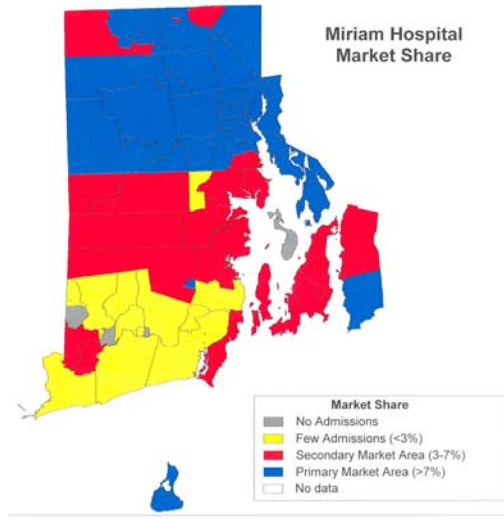 Miriam Hospital
Market Share
Market Share
No Admissions
Few Admissions (<3%)
Secondary Market Area (3-7%)
Primary Market Area (>7%)
No data